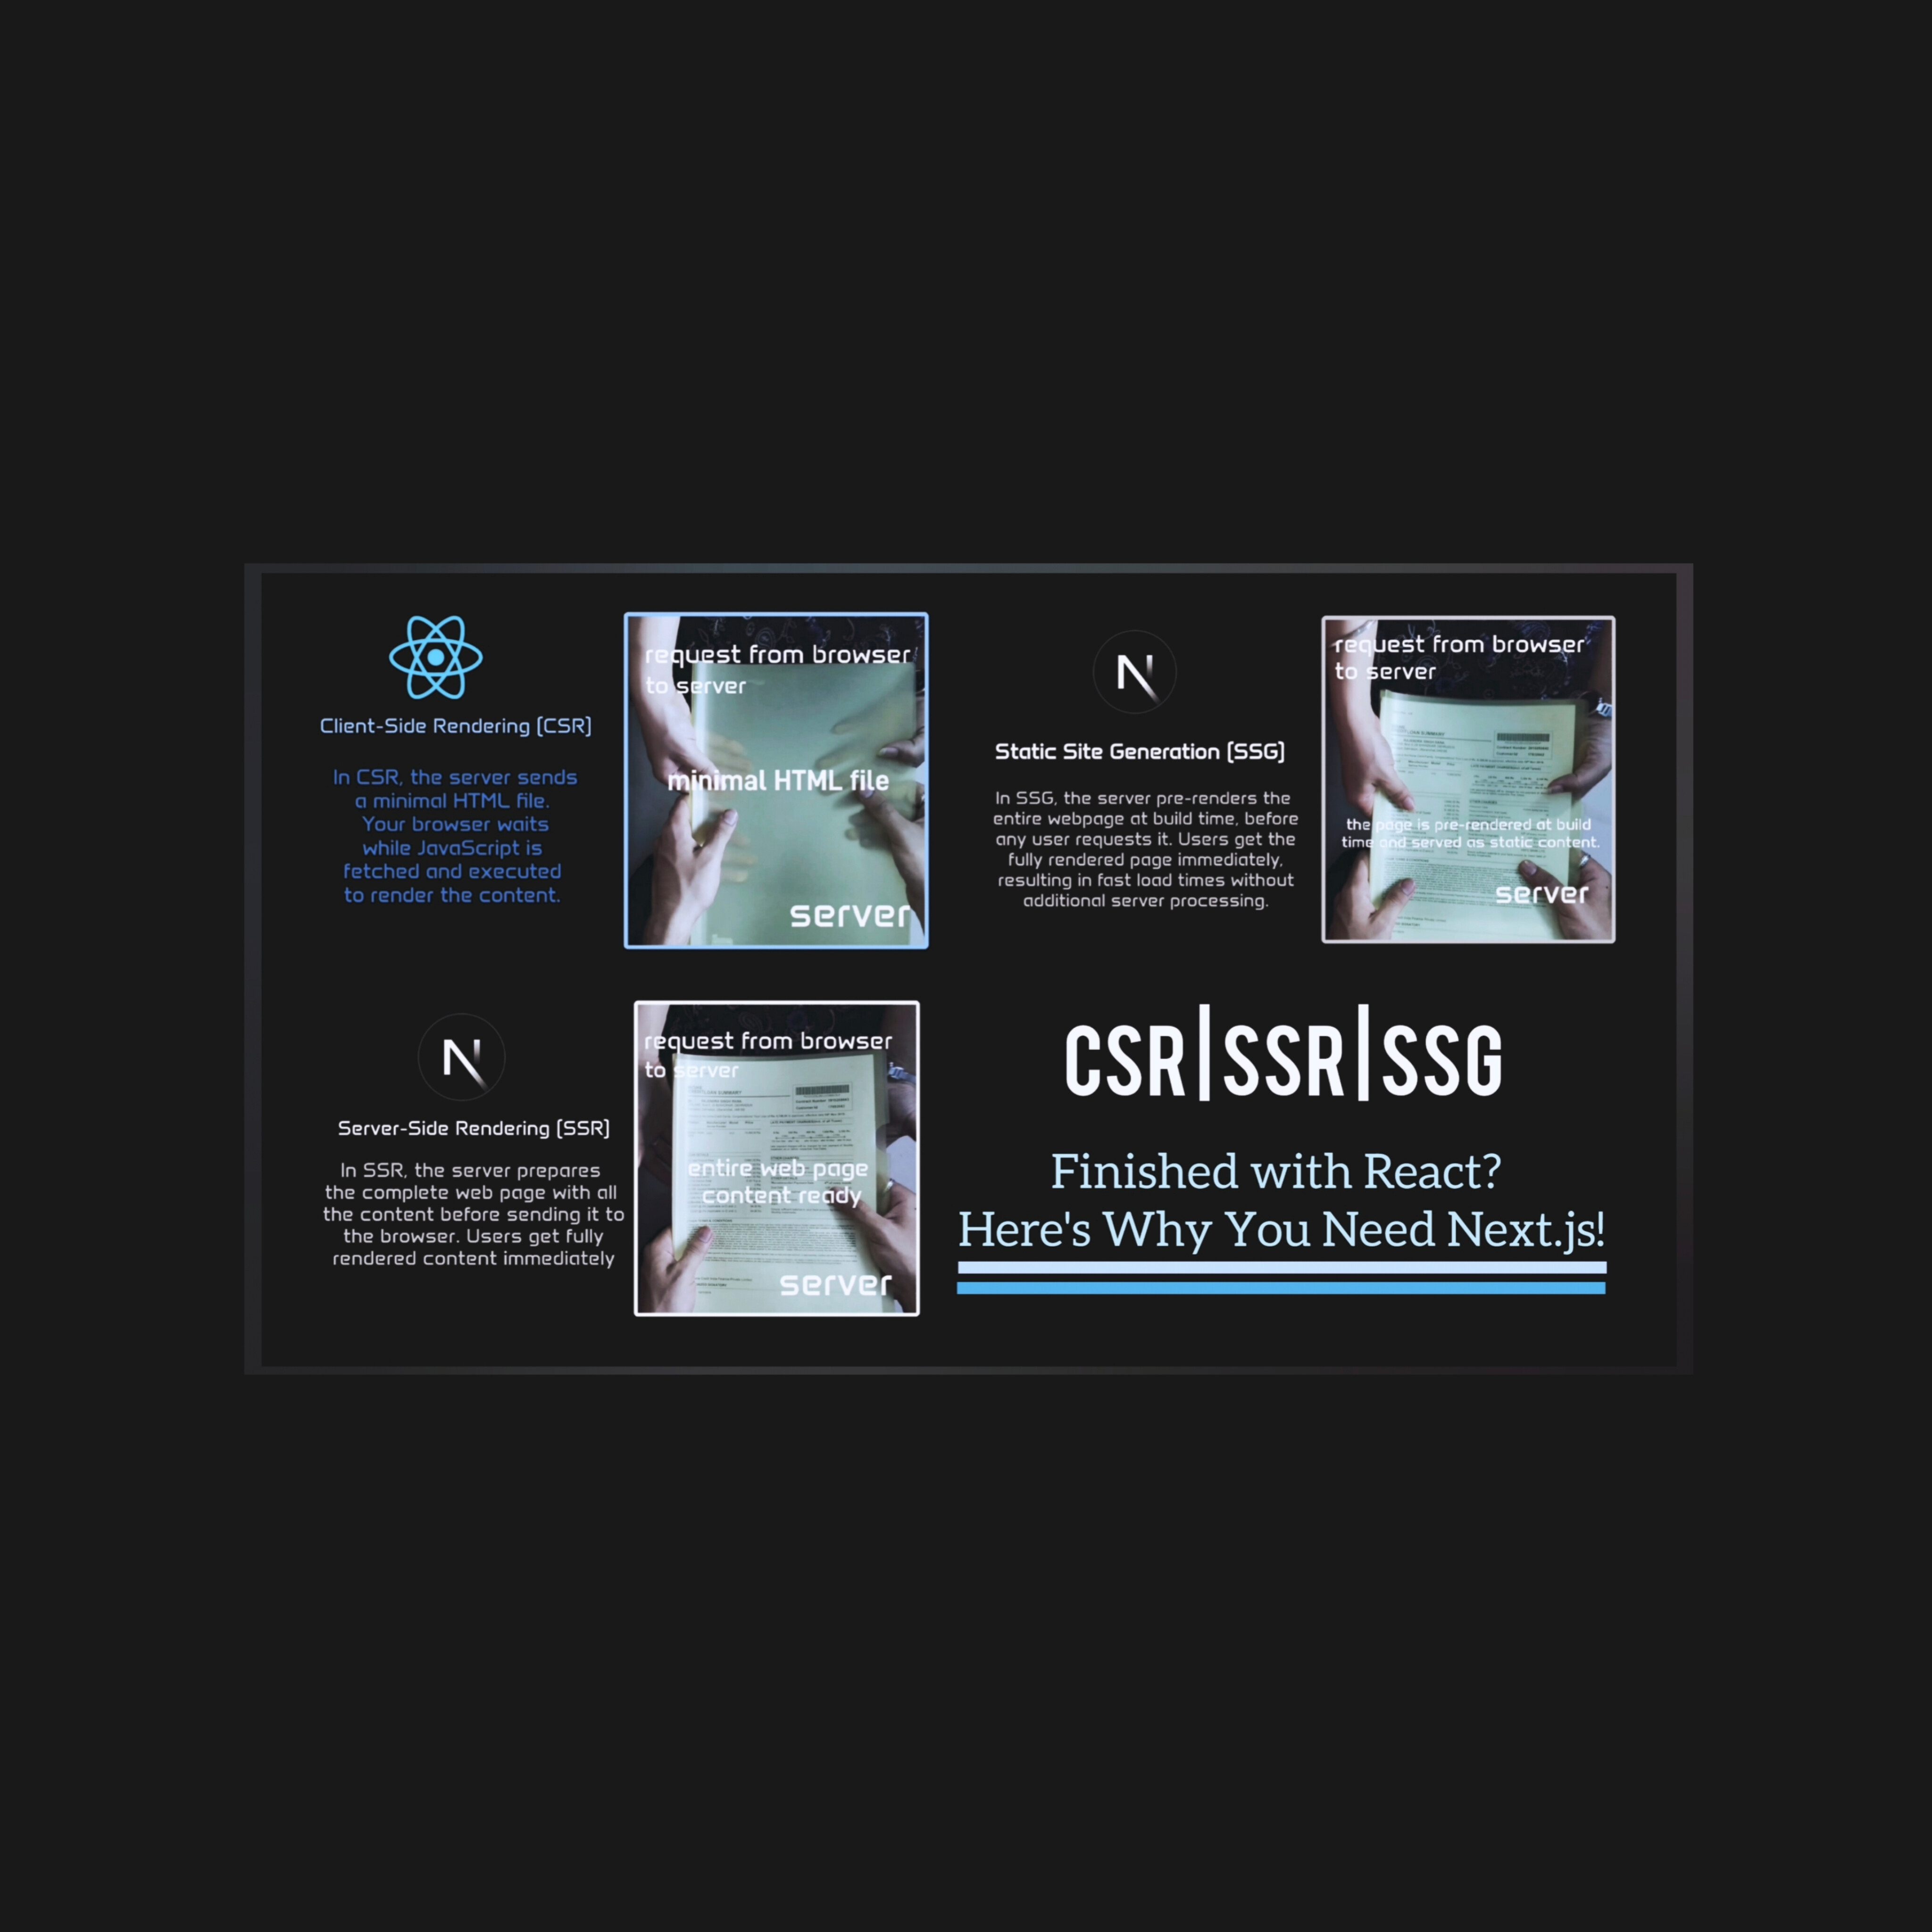 Client-Side Rendering (CSR)
In CSR, the server sends
a minimal HTML file.
Your browser waits
while JavaScript is
fetched and executed
to render the content.
request from browser
to server
minimal HTML file
server
Static Site Generation (SSG)
In SSG, the server pre-renders the
entire webpage at build time, before
any user requests it. Users get the
fully rendered page immediately,
resulting in fast load times without
additional server processing.
request from browser
to server
the page is pre-rendered at build
time and served as static content.
server
Server-Side Rendering (SSR)
In SSR, the server prepares
the complete web page with all
the content before sending it to
the browser. Users get fully
rendered content immediately
request from browser
to server
entire web page
content ready
server
CSR|SSR|SSG
Finished with React?
Here's Why You Need Next.js!